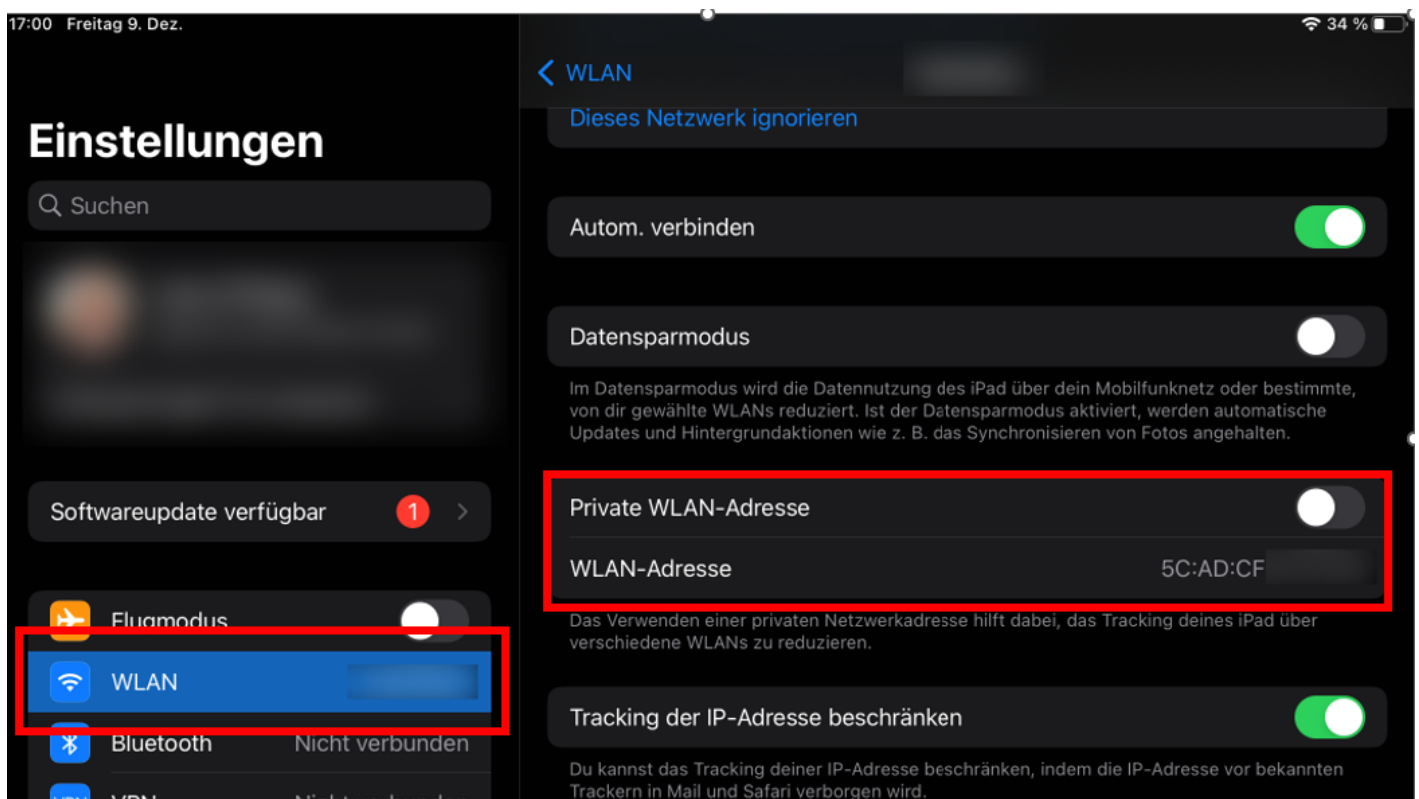 17:00 Freitag 9. Dez.
34 %
WLAN
Dieses Netzwerk ignorieren
Einstellungen
Suchen
Autom. verbinden
Datensparmodus
Im Datensparmodus wird die Datennutzung des iPad über dein Mobilfunknetz oder bestimmte,
von dir gewählte WLANs reduziert. Ist der Datensparmodus aktiviert, werden automatische
Updates und Hintergrundaktionen wie z. B. das Synchronisieren von Fotos angehalten.
Softwareupdate verfügbar 1
Private WLAN-Adresse
WLAN-Adresse 5C:AD:CF
Das Verwenden einer privaten Netzwerkadresse hilft dabei, das Tracking deines iPad über
verschiedene WLANs zu reduzieren.
Flugmodus
WLAN
Bluetooth Nicht verbunden
VPN Nicht verbunden
Tracking der IP-Adresse beschränken
Du kannst das Tracking deiner IP-Adresse beschränken, indem die IP-Adresse vor bekannten
Trackern in Mail und Safari verborgen wird.